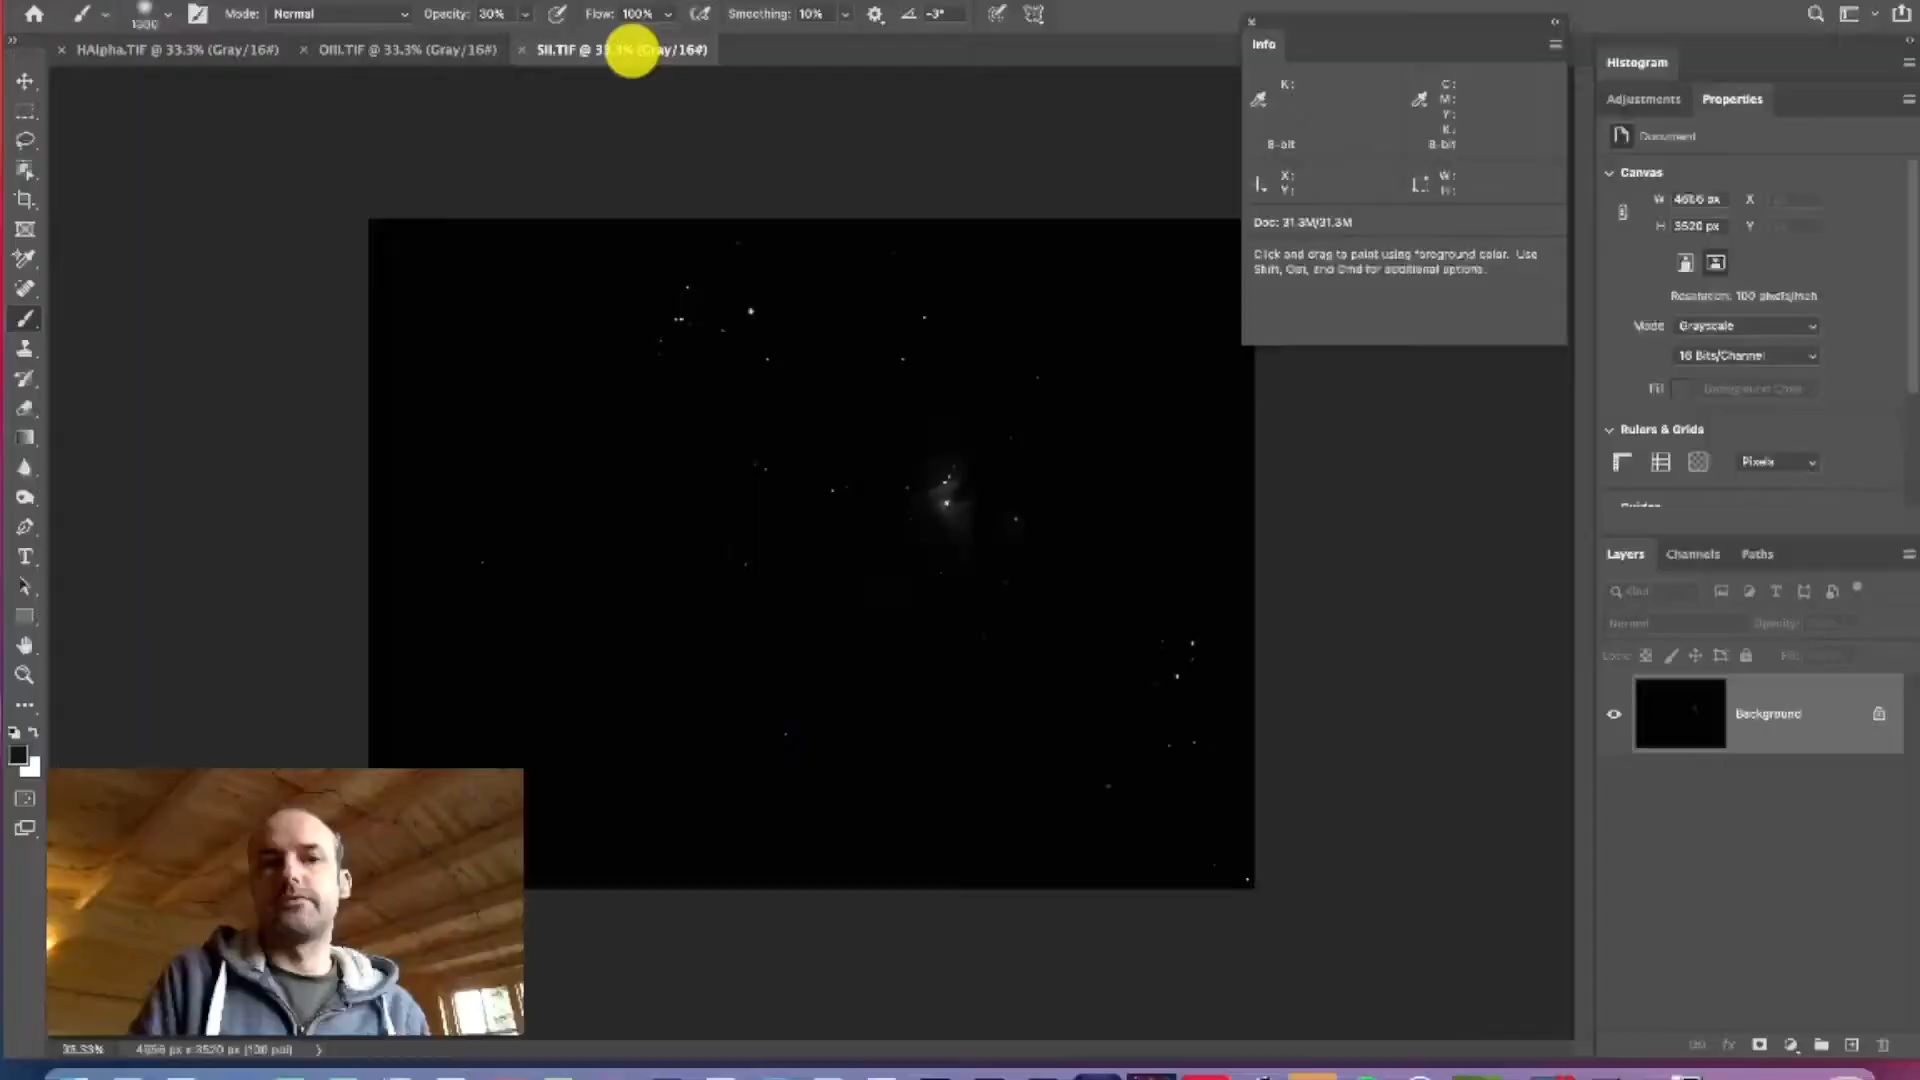 Mode: Normal Opacity: 30% Flow: 100% Smoothing: 10% -3°
HAlpha.TIF @ 33.3% (Gray/16#) OIII.TIF @ 33.3% (Gray/16#) SII.TIF @ 33.3% (Gray/16#)
Info
K: C:
M:
Y:
K:
8-bit 8-bit
X: W:
Y: H:
Doc: 31.3M/31.3M
Click and drag to paint using foreground color. Use
Shift, Opt, and Cmd for additional options.
Histogram
Adjustments Properties
Document
Canvas
W 4656 px X
H 3520 px Y
Resolution: 100 pixels/inch
Mode Grayscale
16 Bits/Channel
Fill Background Color
Rulers & Grids
Pixels
Guides
Layers Channels Paths
Kind
Normal Opacity:
Lock: Fill:
Background
33.33% 4656 px x 3520 px (100 ppi)